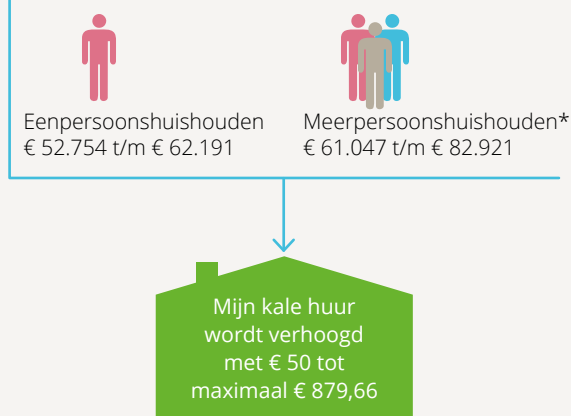 Eenpersoonshuishouden
€ 52.754 t/m € 62.191
Meerpersoonshuishouden*
€ 61.047 t/m € 82.921
Mijn kale huur
wordt verhoogd
met € 50 tot
maximaal € 879,66